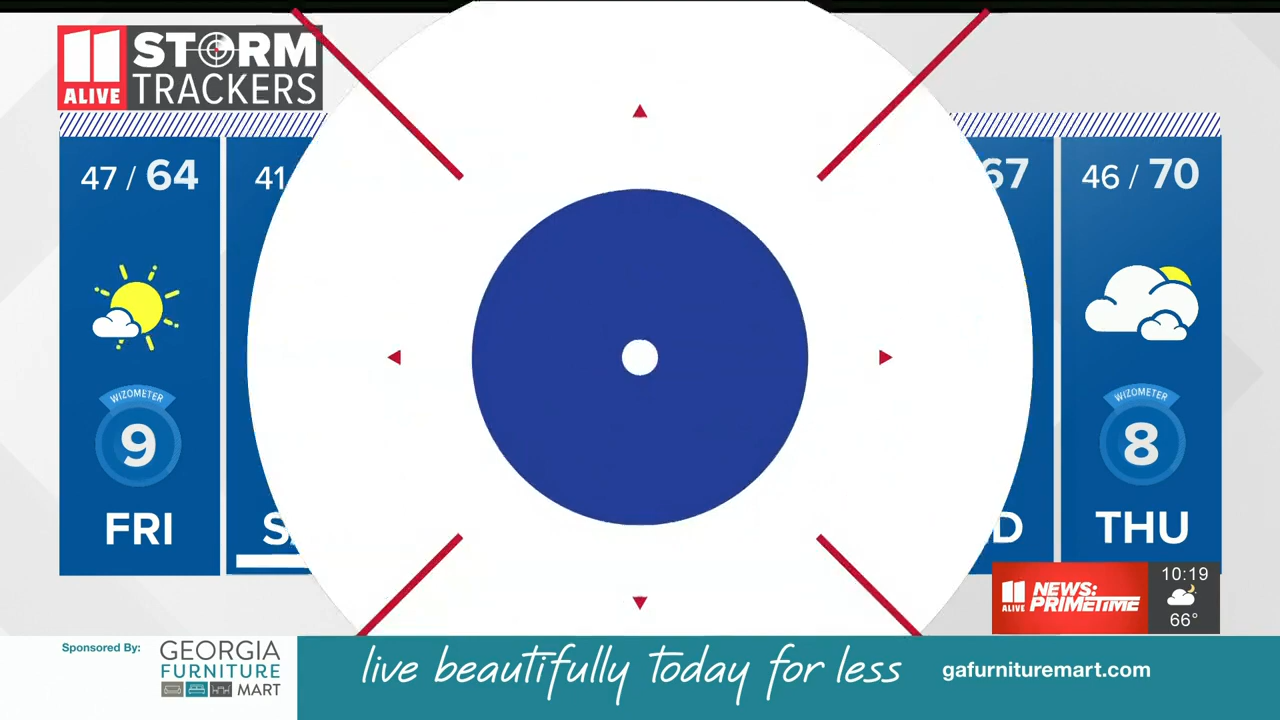 11
ALIVE
STORM
TRACKERS
47 / 64
41
67
46 / 70
WIZOMETER
9
WIZOMETER
8
FRI
THU
11
ALIVE
NEWS:
PRIMETIME
10:19
66°
Sponsored By:
GEORGIA
FURNITURE
MART
live beautifully today for less
gafurnituremart.com